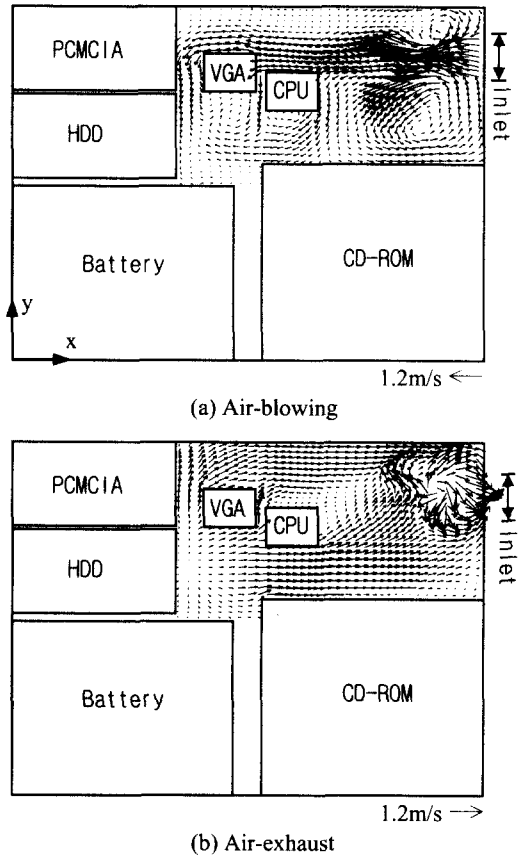 PCMCIA
VGA
CPU
Inlet
HDD
Battery
CD-ROM
y
x
1.2m/s ←
(a) Air-blowing
PCMCIA
VGA
CPU
Inlet
HDD
Battery
CD-ROM
1.2m/s →
(b) Air-exhaust